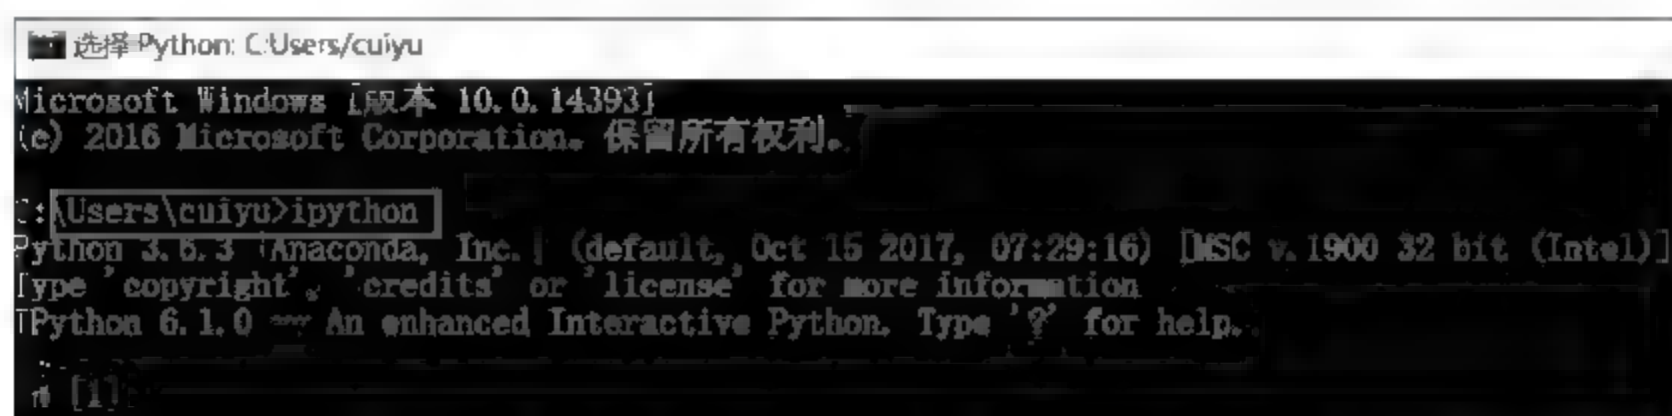 选择 Python: C:Users/cuiyu
Microsoft Windows [版本 10.0.14393]
(c) 2016 Microsoft Corporation。保留所有权利。
C:\Users\cuiyu>ipython
Python 3.6.3 |Anaconda, Inc.| (default, Oct 15 2017, 07:29:16) [MSC v.1900 32 bit (Intel)]
Type 'copyright', 'credits' or 'license' for more information
IPython 6.1.0 -- An enhanced Interactive Python. Type '?' for help.
In [1]: